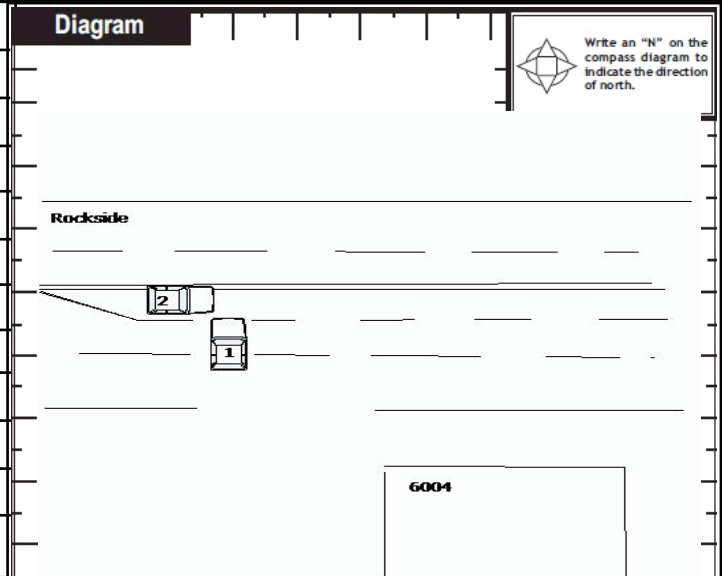 Diagram
Write an “N” on the
compass diagram to
indicate the direction
of north.
Rockside
2
1
6004